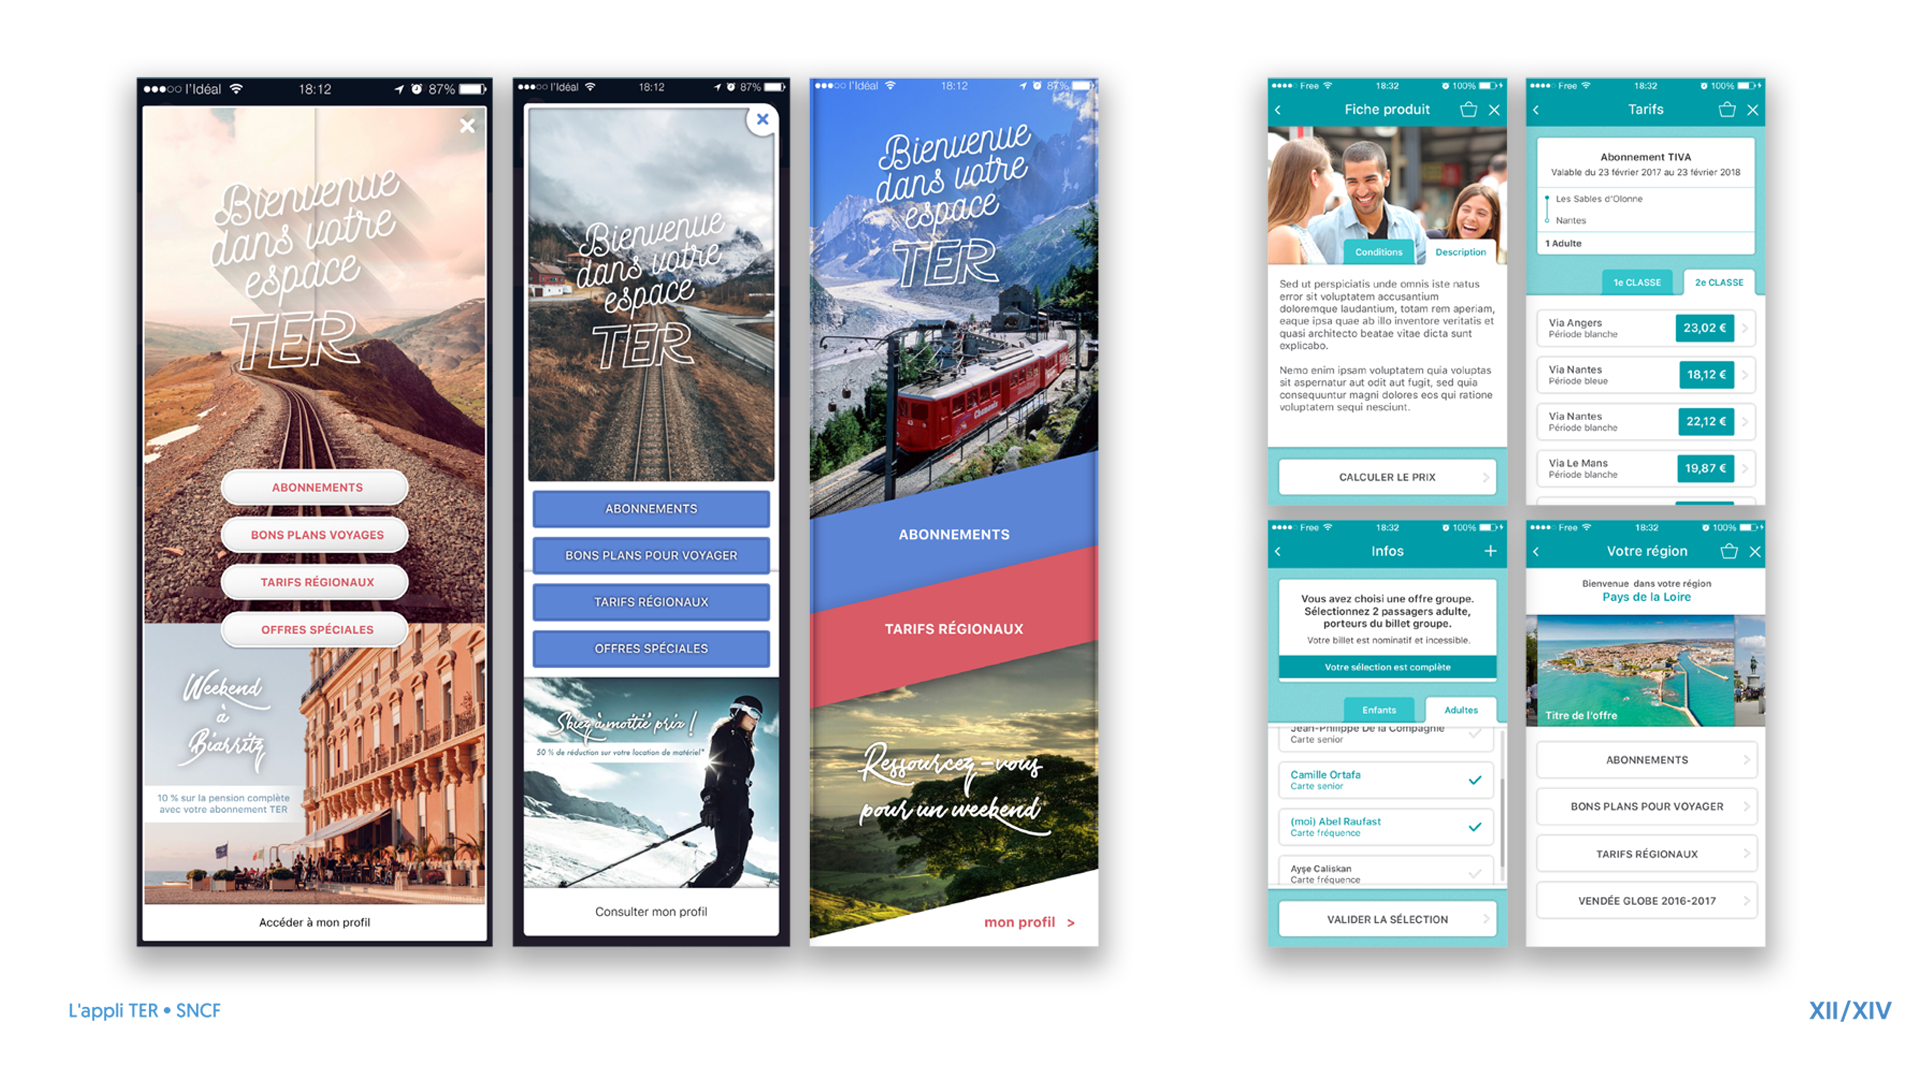 l'Idéal
18:12
87%
Bienvenue
dans votre
espace
TER
ABONNEMENTS
BONS PLANS VOYAGES
TARIFS RÉGIONAUX
OFFRES SPÉCIALES
Weekend
à
Biarritz
10 % sur la pension complète
avec votre abonnement TER
Accéder à mon profil
l'Idéal
18:12
87%
Bienvenue
dans votre
espace
TER
ABONNEMENTS
BONS PLANS POUR VOYAGER
TARIFS RÉGIONAUX
OFFRES SPÉCIALES
Skiez à moitié prix !
50 % de réduction sur votre location de matériel*
Consulter mon profil
l'Idéal
18:12
87%
Bienvenue
dans votre
espace
TER
Chamonix
43
ABONNEMENTS
TARIFS RÉGIONAUX
Ressourcez-vous
pour un weekend
mon profil >
Free
18:32
100%
Fiche produit
Conditions
Description
Sed ut perspiciatis unde omnis iste natus
error sit voluptatem accusantium
doloremque laudantium, totam rem aperiam,
eaque ipsa quae ab illo inventore veritatis et
quasi architecto beatae vitae dicta sunt
explicabo.
Nemo enim ipsam voluptatem quia voluptas
sit aspernatur aut odit aut fugit, sed quia
consequuntur magni dolores eos qui ratione
voluptatem sequi nesciunt.
CALCULER LE PRIX
Free
18:32
100%
Tarifs
Abonnement TIVA
Valable du 23 février 2017 au 23 février 2018
Les Sables d'Olonne
Nantes
1 Adulte
1e CLASSE
2e CLASSE
Via Angers
Période blanche
23,02 €
Via Nantes
Période bleue
18,12 €
Via Nantes
Période blanche
22,12 €
Via Le Mans
Période blanche
19,87 €
Free
18:32
100%
Infos
Vous avez choisi une offre groupe.
Sélectionnez 2 passagers adulte,
porteurs du billet groupe.
Votre billet est nominatif et incessible.
Votre sélection est complète
Enfants
Adultes
Jean-Philippe De la Compagnie
Carte senior
Camille Ortafa
Carte senior
(moi) Abel Raufast
Carte fréquence
Ayşe Caliskan
Carte fréquence
VALIDER LA SÉLECTION
Free
18:32
100%
Votre région
Bienvenue dans votre région
Pays de la Loire
Titre de l'offre
ABONNEMENTS
BONS PLANS POUR VOYAGER
TARIFS RÉGIONAUX
VENDÉE GLOBE 2016-2017
L'appli TER • SNCF
XII/XIV